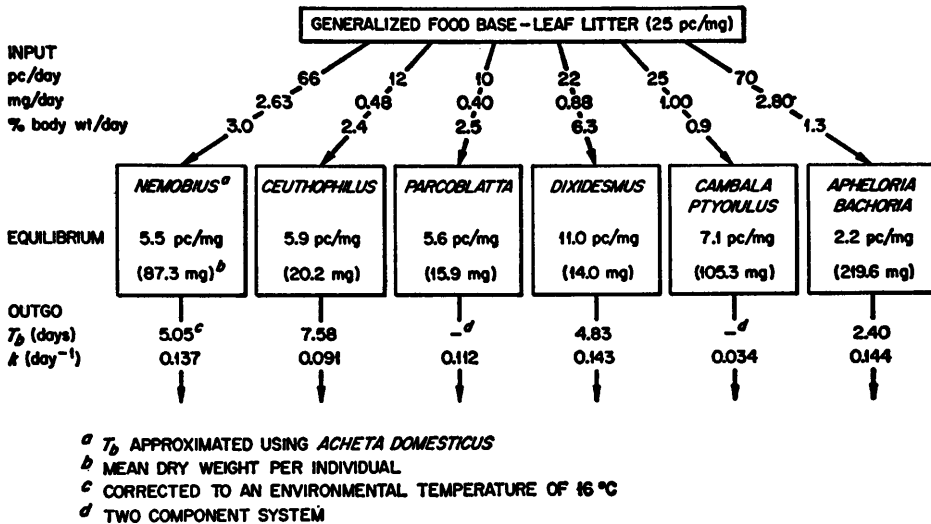 GENERALIZED FOOD BASE-LEAF LITTER (25 pc/mg)
INPUT
pc/day 66 12 10 22 25 70
mg/day 2.63 0.48 0.40 0.88 1.00 2.80
% body wt/day 3.0 2.4 2.5 6.3 0.9 1.3
NEMOBIUS a CEUTHOPHILUS PARCOBLATTA DIXIDESMUS CAMBALA PTYOIULUS APHELORIA BACHORIA
EQUILIBRIUM 5.5 pc/mg 5.9 pc/mg 5.6 pc/mg 11.0 pc/mg 7.1 pc/mg 2.2 pc/mg
(87.3 mg) b (20.2 mg) (15.9 mg) (14.0 mg) (105.3 mg) (219.6 mg)
OUTGO
Tb (days) 5.05 c 7.58 – d 4.83 – d 2.40
k (day⁻¹) 0.137 0.091 0.112 0.143 0.034 0.144
a Tb APPROXIMATED USING ACHETA DOMESTICUS
b MEAN DRY WEIGHT PER INDIVIDUAL
c CORRECTED TO AN ENVIRONMENTAL TEMPERATURE OF 16 °C
d TWO COMPONENT SYSTEM